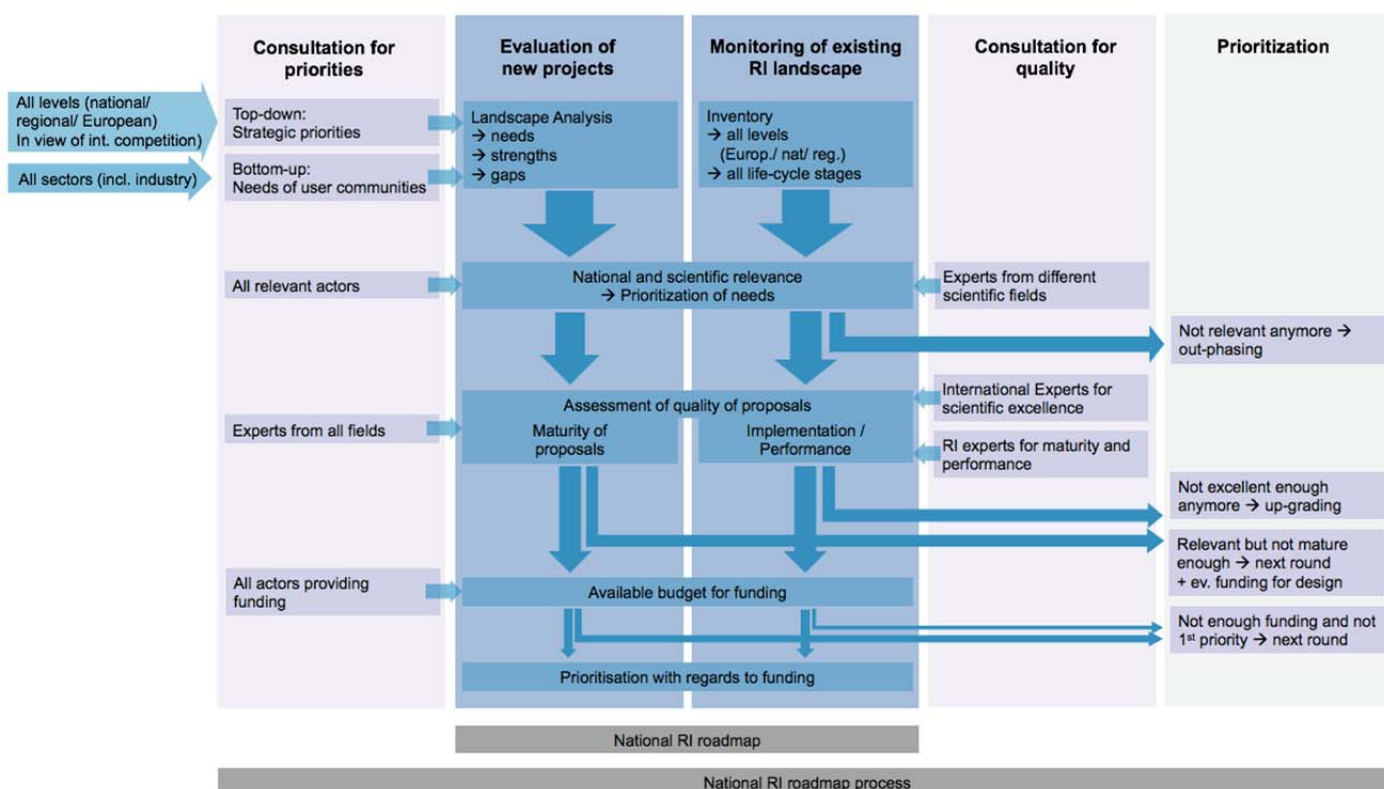 Consultation for
priorities
Evaluation of
new projects
Monitoring of existing
RI landscape
Consultation for
quality
Prioritization
All levels (national/
regional/ European)
In view of int. competition)
All sectors (incl. industry)
Top-down:
Strategic priorities
Bottom-up:
Needs of user communities
Landscape Analysis
→ needs
→ strengths
→ gaps
Inventory
→ all levels
(Europ./ nat/ reg.)
→ all life-cycle stages
All relevant actors
National and scientific relevance
→ Prioritization of needs
Experts from different
scientific fields
Not relevant anymore →
out-phasing
International Experts for
scientific excellence
Assessment of quality of proposals
Experts from all fields
Maturity of
proposals
Implementation /
Performance
RI experts for maturity and
performance
Not excellent enough
anymore → up-grading
Relevant but not mature
enough → next round
+ ev. funding for design
All actors providing
funding
Available budget for funding
Not enough funding and not
1st priority → next round
Prioritisation with regards to funding
National RI roadmap
National RI roadmap process